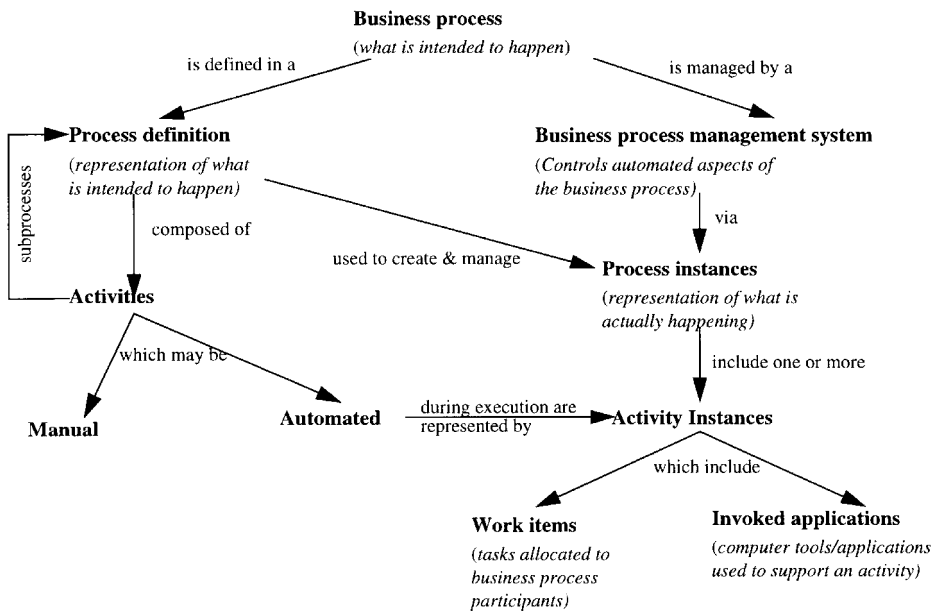 Business process
(what is intended to happen)
is defined in a
is managed by a
Process definition
(representation of what
is intended to happen)
Business process management system
(Controls automated aspects of
the business process)
subprocesses
composed of
via
used to create & manage
Process instances
(representation of what is
actually happening)
Activities
which may be
include one or more
Manual
Automated
during execution are
represented by
Activity Instances
which include
Work items
(tasks allocated to
business process
participants)
Invoked applications
(computer tools/applications
used to support an activity)